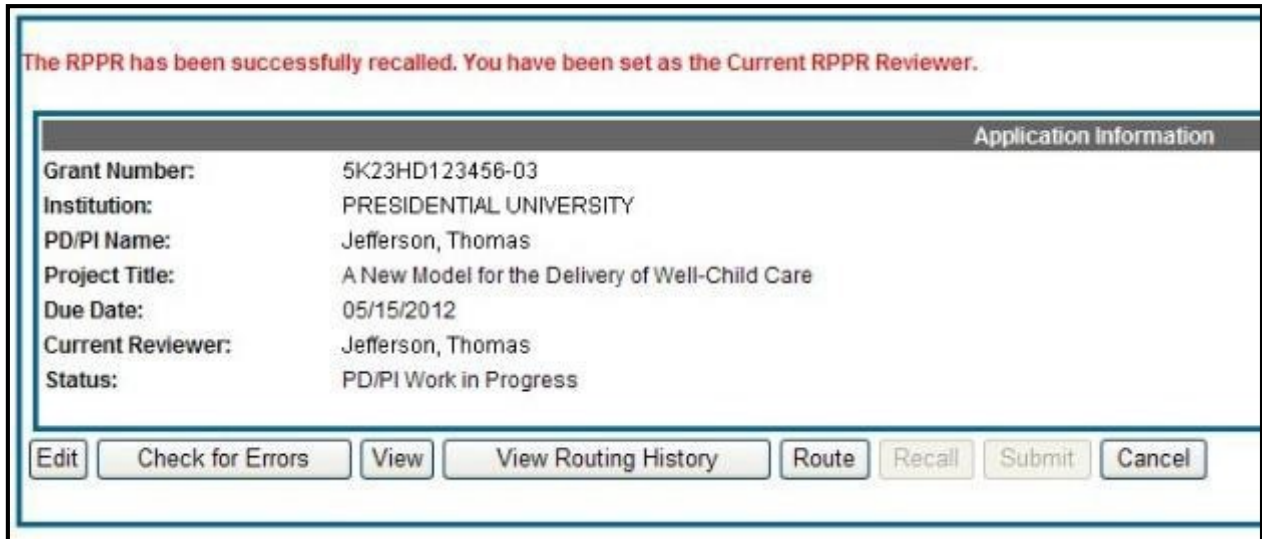 The RPPR has been successfully recalled. You have been set as the Current RPPR Reviewer.
Application Information
Grant Number: 5K23HD123456-03
Institution: PRESIDENTIAL UNIVERSITY
PD/PI Name: Jefferson, Thomas
Project Title: A New Model for the Delivery of Well-Child Care
Due Date: 05/15/2012
Current Reviewer: Jefferson, Thomas
Status: PD/PI Work in Progress
Edit Check for Errors View View Routing History Route Recall Submit Cancel